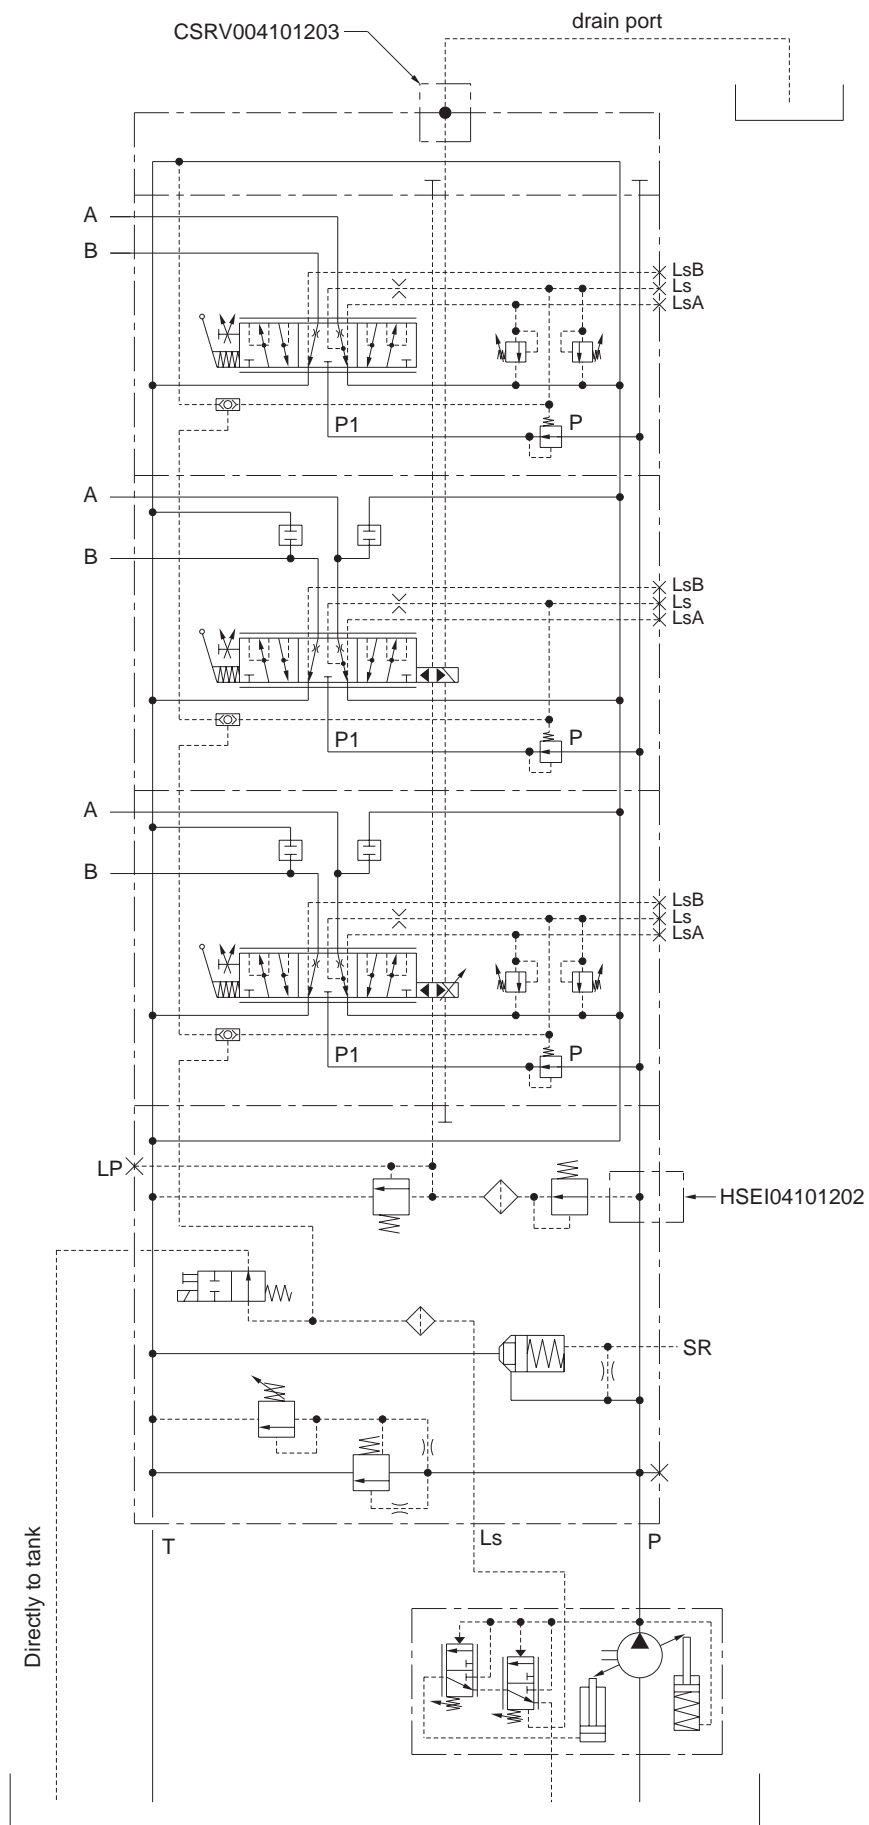 drain port
CSRV004101203
A
B
LsB
Ls
LsA
P1
P
A
B
LsB
Ls
LsA
P1
P
A
B
LsB
Ls
LsA
P1
P
LP
HSEI04101202
SR
T
Ls
P
Directly to tank